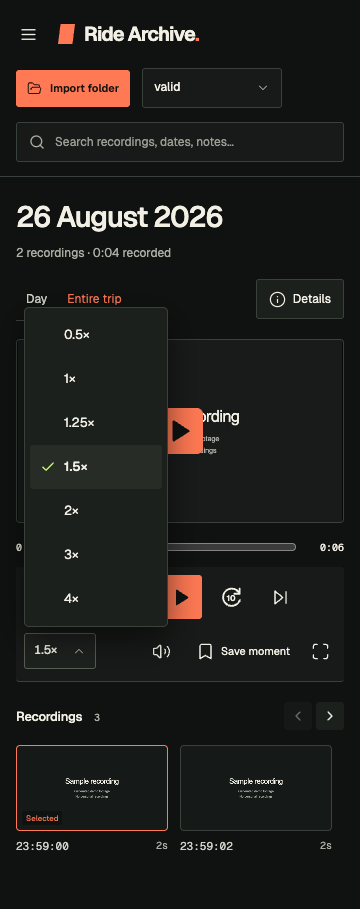 Ride Archive.
Import folder
valid
Search recordings, dates, notes...
26 August 2026
2 recordings · 0:04 recorded
Day
Entire trip
Details
0.5×
1×
1.25×
1.5×
2×
3×
4×
0:06
10
1.5×
Save moment
Recordings 3
Sample recording
Selected
23:59:00 2s
Sample recording
23:59:02 2s